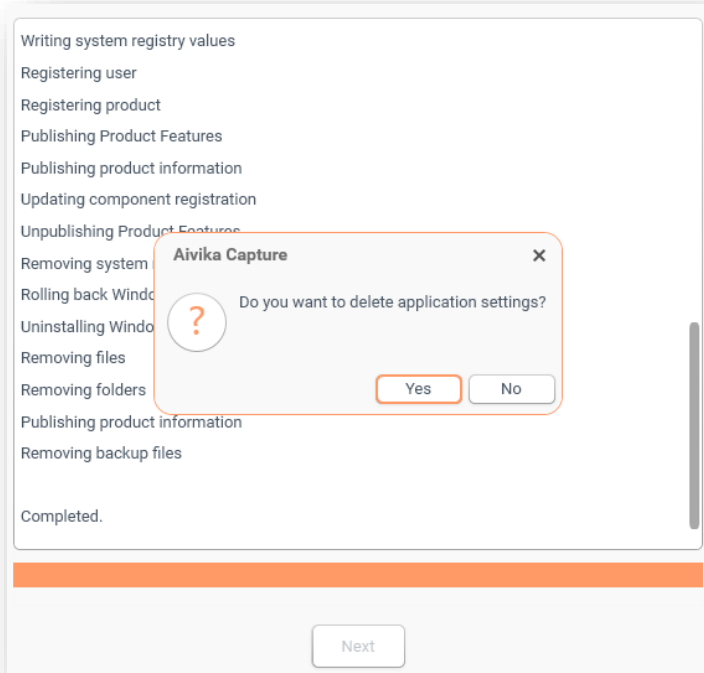 Writing system registry values
Registering user
Registering product
Publishing Product Features
Publishing product information
Updating component registration
Unpublishing Product Features
Removing system
Rolling back
Uninstalling
Removing files
Removing folders
Publishing product information
Removing backup files
Completed.
Aivika Capture
?
Do you want to delete application settings?
Yes
No
Next